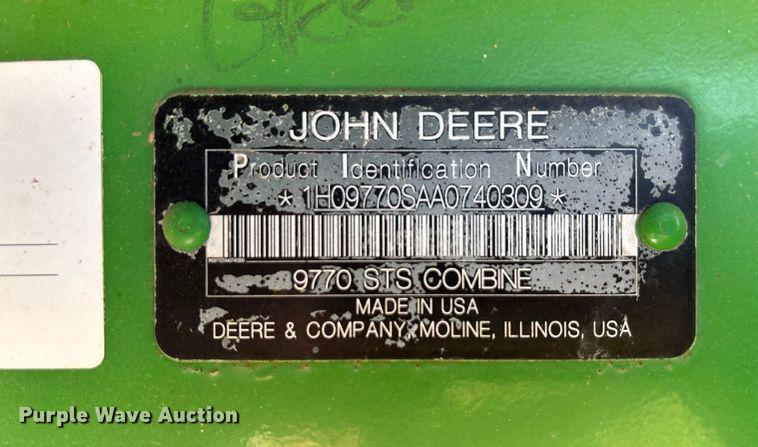 JOHN DEERE
Product Identification Number
* 1H09770SAA0740309 *
9770 STS COMBINE
MADE IN USA
DEERE & COMPANY, MOLINE, ILLINOIS, USA
Purple Wave Auction